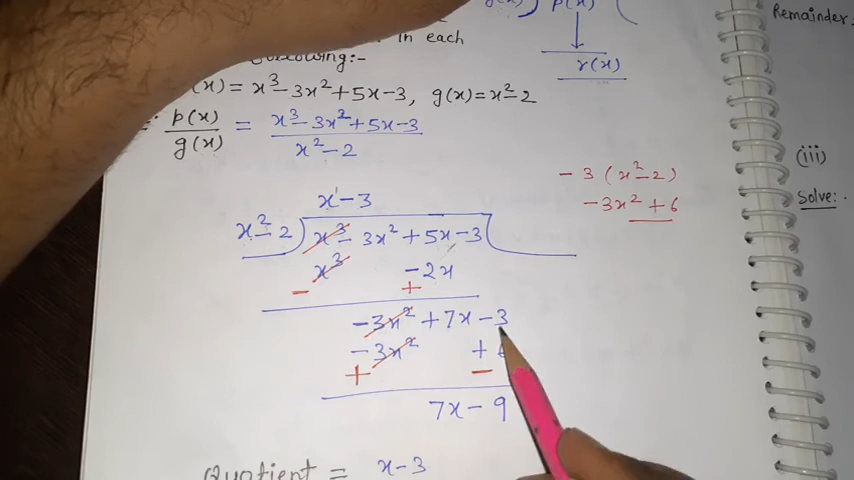 p(x)
r(x)
in each
Following:-
(x) = x³ - 3x² + 5x - 3, g(x) = x² - 2
p(x)/g(x) = x³ - 3x² + 5x - 3/x² - 2
- 3 (x² - 2)
- 3x² + 6
x - 3
x² - 2 ) x³ - 3x² + 5x - 3 (
x³ - 2x
- +
- 3x² + 7x - 3
- 3x² +
+ -
7x - 9
Quotient = x - 3
Remainder
(iii)
Solve:-